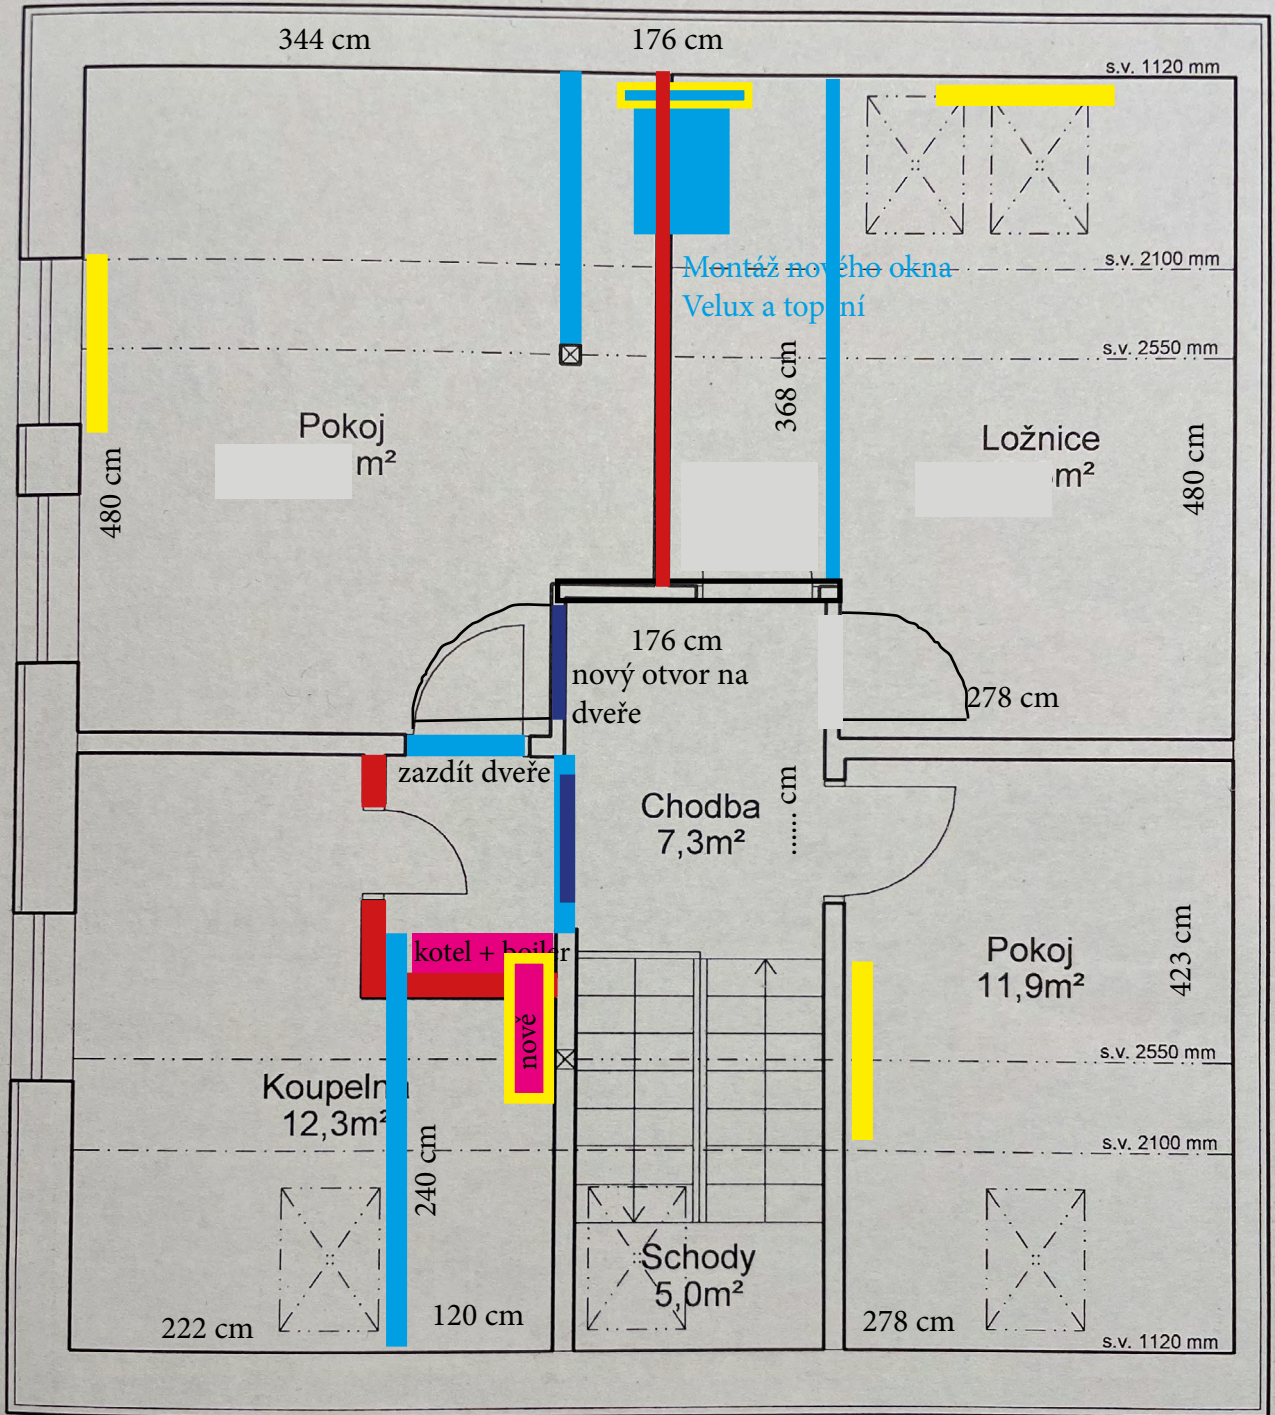 344 cm
176 cm
s.v. 1120 mm
Montáž nového okna
Velux a topení
s.v. 2100 mm
s.v. 2550 mm
368 cm
Pokoj
m²
480 cm
Ložnice
m²
480 cm
176 cm
nový otvor na
dveře
278 cm
zazdít dveře
Chodba
7,3m²
...... cm
kotel + bojler
nově
Pokoj
11,9m²
423 cm
s.v. 2550 mm
Koupelna
12,3m²
240 cm
s.v. 2100 mm
Schody
5,0m²
222 cm
120 cm
278 cm
s.v. 1120 mm